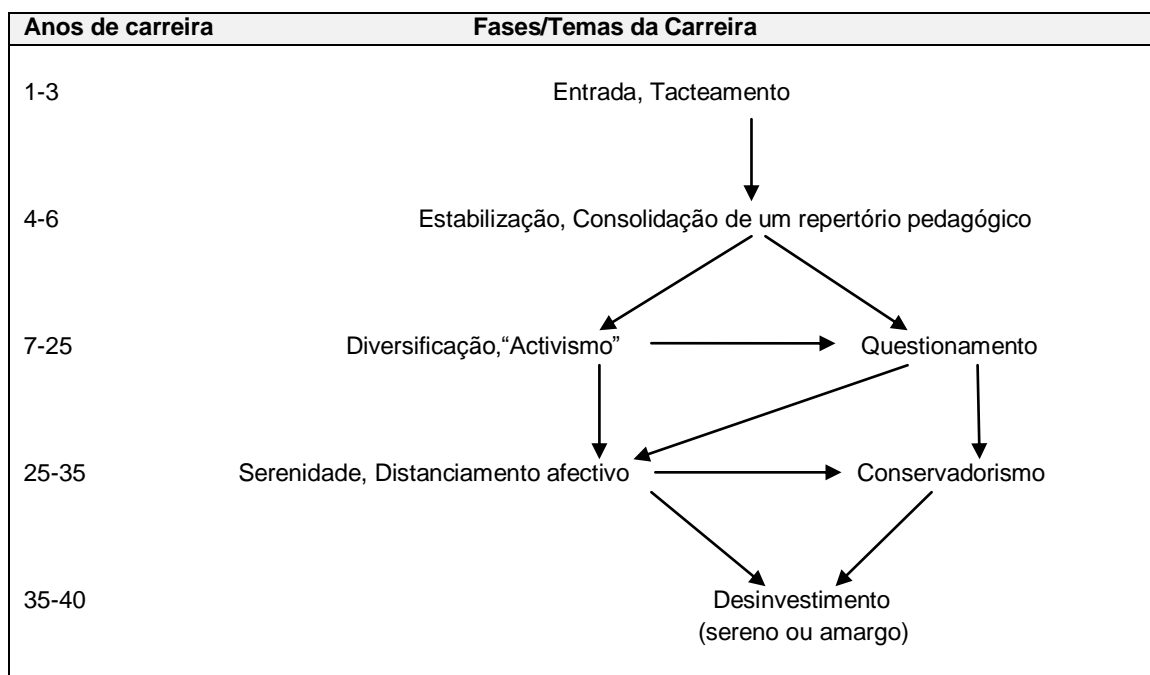 Anos de carreira Fases/Temas da Carreira
1-3 Entrada, Tacteamento
4-6 Estabilização, Consolidação de um repertório pedagógico
7-25 Diversificação,“Activismo” Questionamento
25-35 Serenidade, Distanciamento afectivo Conservadorismo
35-40 Desinvestimento
(sereno ou amargo)